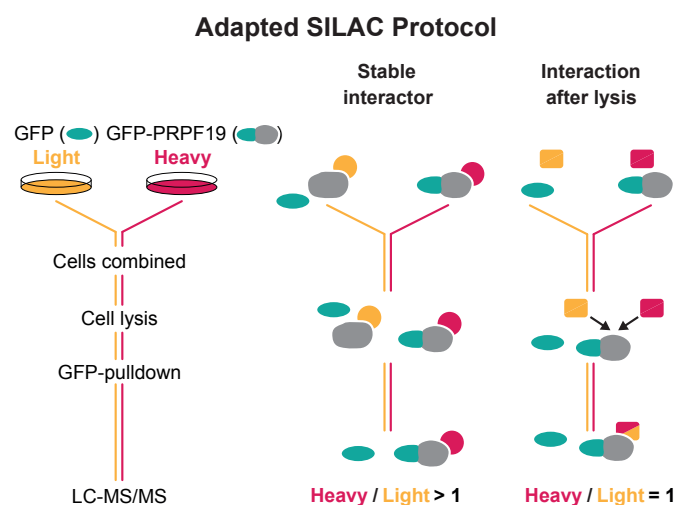 Adapted SILAC Protocol
Stable
interactor
Interaction
after lysis
GFP ( ) GFP-PRPF19 ( )
Light
Heavy
Cells combined
Cell lysis
GFP-pulldown
LC-MS/MS
Heavy / Light > 1
Heavy / Light = 1